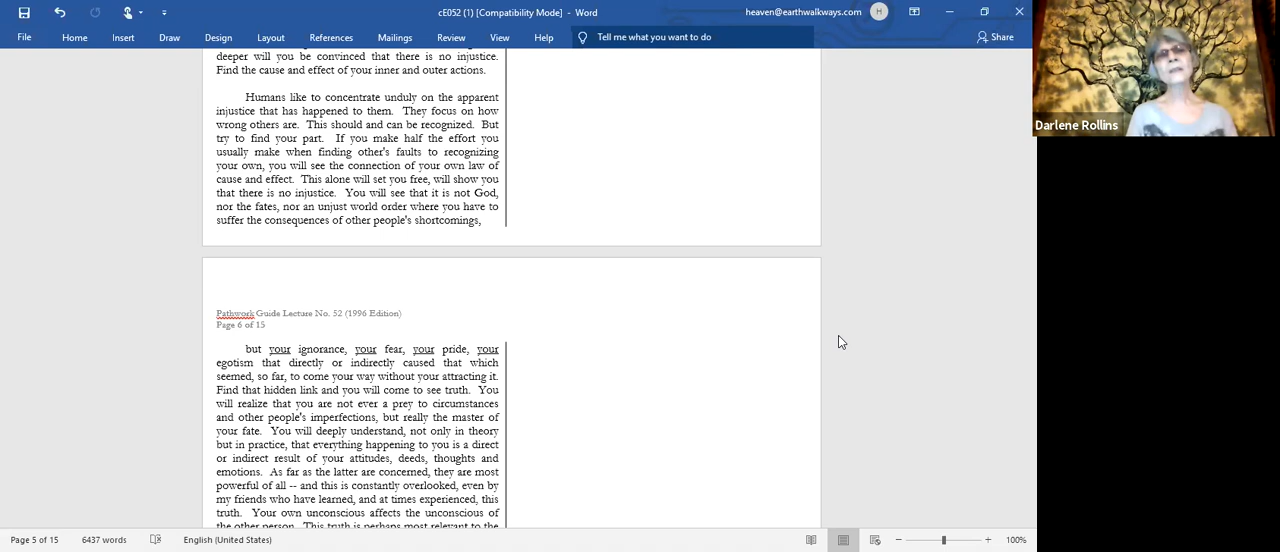 cE052 (1) [Compatibility Mode] - Word
heaven@earthwalkways.com
H
File Home Insert Draw Design Layout References Mailings Review View Help Tell me what you want to do Share
deeper will you be convinced that there is no injustice.
Find the cause and effect of your inner and outer actions.
Humans like to concentrate unduly on the apparent
injustice that has happened to them. They focus on how
wrong others are. This should and can be recognized. But
try to find your part. If you make half the effort you
usually make when finding other's faults to recognizing
your own, you will see the connection of your own law of
cause and effect. This alone will set you free, will show you
that there is no injustice. You will see that it is not God,
nor the fates, nor an unjust world order where you have to
suffer the consequences of other people's shortcomings,
Pathwork Guide Lecture No. 52 (1996 Edition)
Page 6 of 15
but your ignorance, your fear, your pride, your
egotism that directly or indirectly caused that which
seemed, so far, to come your way without your attracting it.
Find that hidden link and you will come to see truth. You
will realize that you are not ever a prey to circumstances
and other people's imperfections, but really the master of
your fate. You will deeply understand, not only in theory
but in practice, that everything happening to you is a direct
or indirect result of your attitudes, deeds, thoughts and
emotions. As far as the latter are concerned, they are most
powerful of all -- and this is constantly overlooked, even by
my friends who have learned, and at times experienced, this
truth. Your own unconscious affects the unconscious of
the other person. This truth is perhaps most relevant to the
Page 5 of 15 6437 words English (United States) 100%
Darlene Rollins